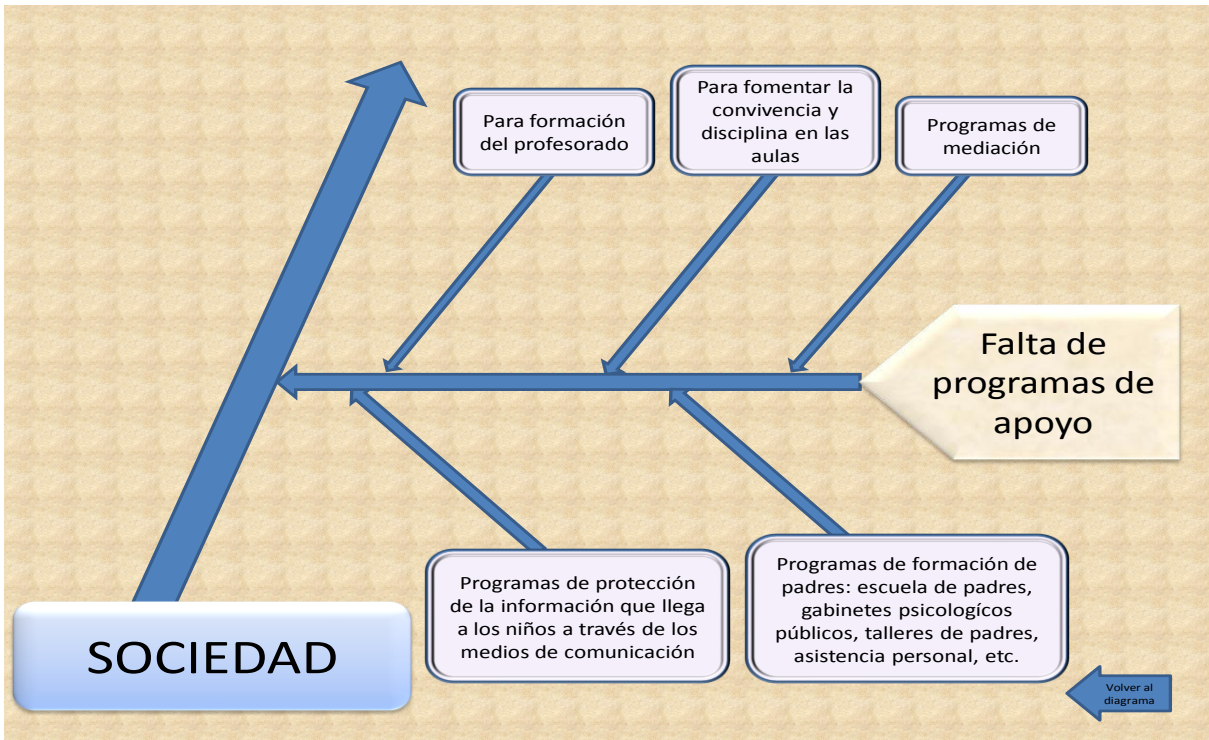 Para formación
del profesorado
Para fomentar la
convivencia y
disciplina en las
aulas
Programas de
mediación
Falta de
programas de
apoyo
Programas de protección
de la información que llega
a los niños a través de los
medios de comunicación
Programas de formación de
padres: escuela de padres,
gabinetes psicologícos
públicos, talleres de padres,
asistencia personal, etc.
SOCIEDAD
Volver al
diagrama